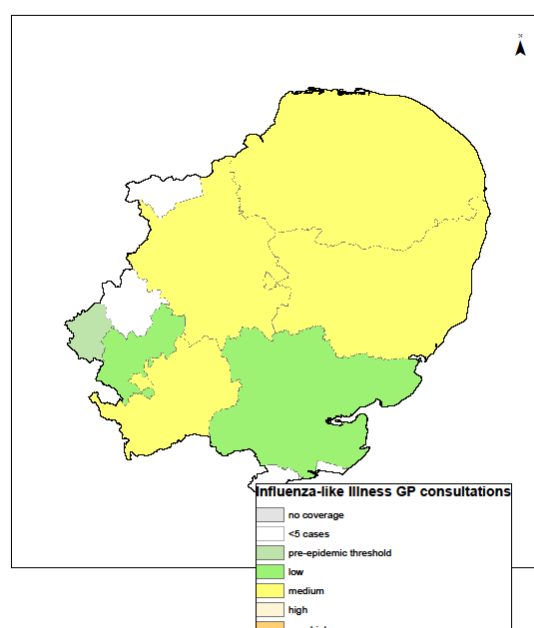 N
Influenza-like Illness GP consultations
no coverage
<5 cases
pre-epidemic threshold
low
medium
high